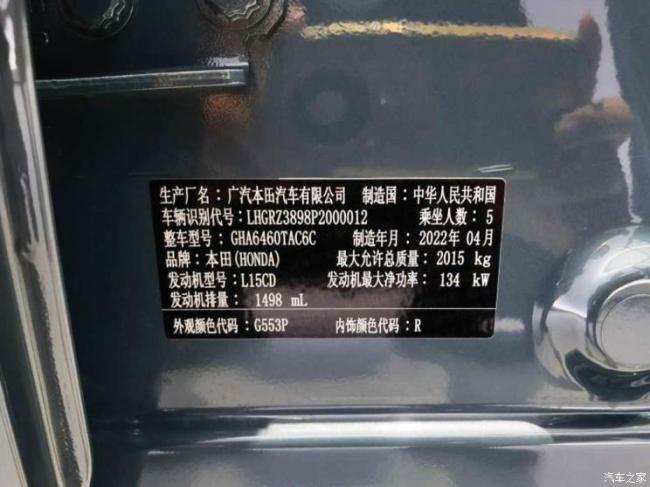 生产厂名：广汽本田汽车有限公司 制造国：中华人民共和国
车辆识别代号：LHGRZ3898P2000012 乘坐人数：5
整车型号：GHA6460TAC6C 制造年月：2022年 04月
品牌：本田(HONDA) 最大允许总质量：2015 kg
发动机型号：L15CD 发动机最大净功率：134 kW
发动机排量：1498 mL
外观颜色代码：G553P 内饰颜色代码：R
汽车之家